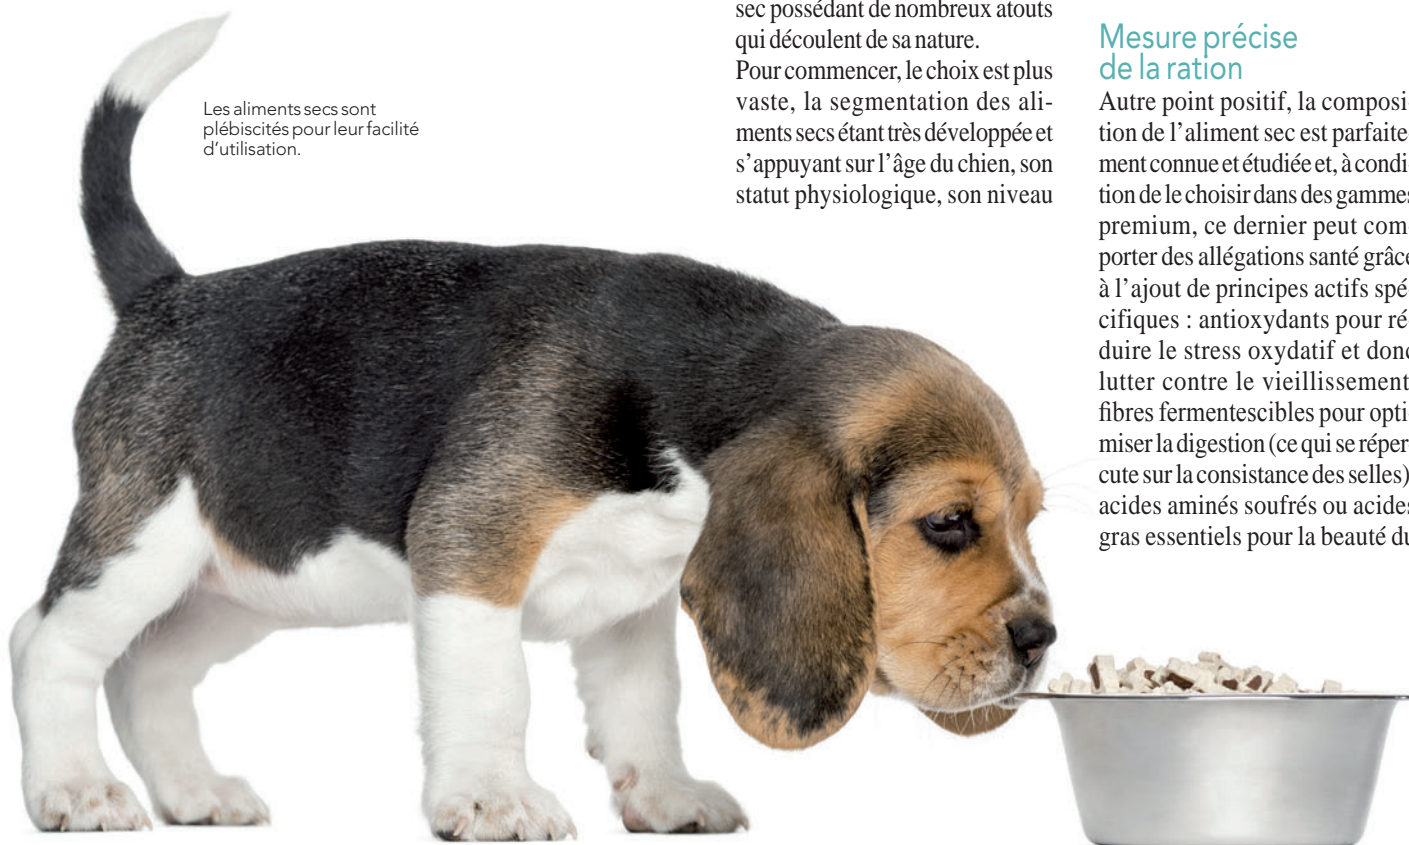 Les aliments secs sont
plébiscités pour leur facilité
d’utilisation.
sec possédant de nombreux atouts
qui découlent de sa nature.
Pour commencer, le choix est plus
vaste, la segmentation des ali-
ments secs étant très développée et
s’appuyant sur l’âge du chien, son
statut physiologique, son niveau
Mesure précise
de la ration
Autre point positif, la composi-
tion de l’aliment sec est parfaite-
ment connue et étudiée et, à condi-
tion de le choisir dans des gammes
premium, ce dernier peut com-
porter des allégations santé grâce
à l’ajout de principes actifs spé-
cifiques : antioxydants pour ré-
duire le stress oxydatif et donc
lutter contre le vieillissement
fibres fermentescibles pour opti-
miser la digestion (ce qui se réper-
cute sur la consistance des selles)
acides aminés soufrés ou acides
gras essentiels pour la beauté du